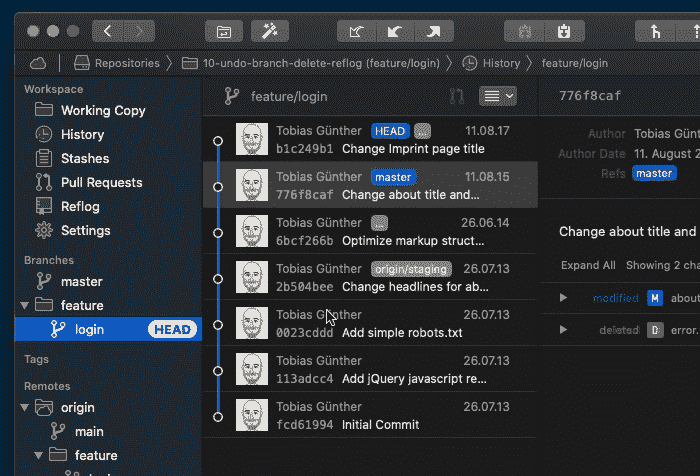 Repositories
10-undo-branch-delete-reflog (feature/login)
History
feature/login
Workspace
Working Copy
History
Stashes
Pull Requests
Reflog
Settings
Branches
master
feature
login HEAD
Tags
Remotes
origin
main
feature
feature/login
Tobias Günther HEAD ... 11.08.17
b1c249b1 Change Imprint page title
Tobias Günther master 11.08.15
776f8caf Change about title and...
Tobias Günther ... 26.06.14
6bcf266b Optimize markup struct...
Tobias Günther origin/staging 26.07.13
2b504bee Change headlines for ab...
Tobias Günther 26.07.13
0023cddd Add simple robots.txt
Tobias Günther 26.07.13
113adcc4 Add jQuery javascript re...
Tobias Günther 26.07.13
fcd61994 Initial Commit
776f8caf
Author Tobias Günt
Author Date 11. August 2
Refs master
Change about title and
Expand All Showing 2 cha
modified M about
deleted D error.